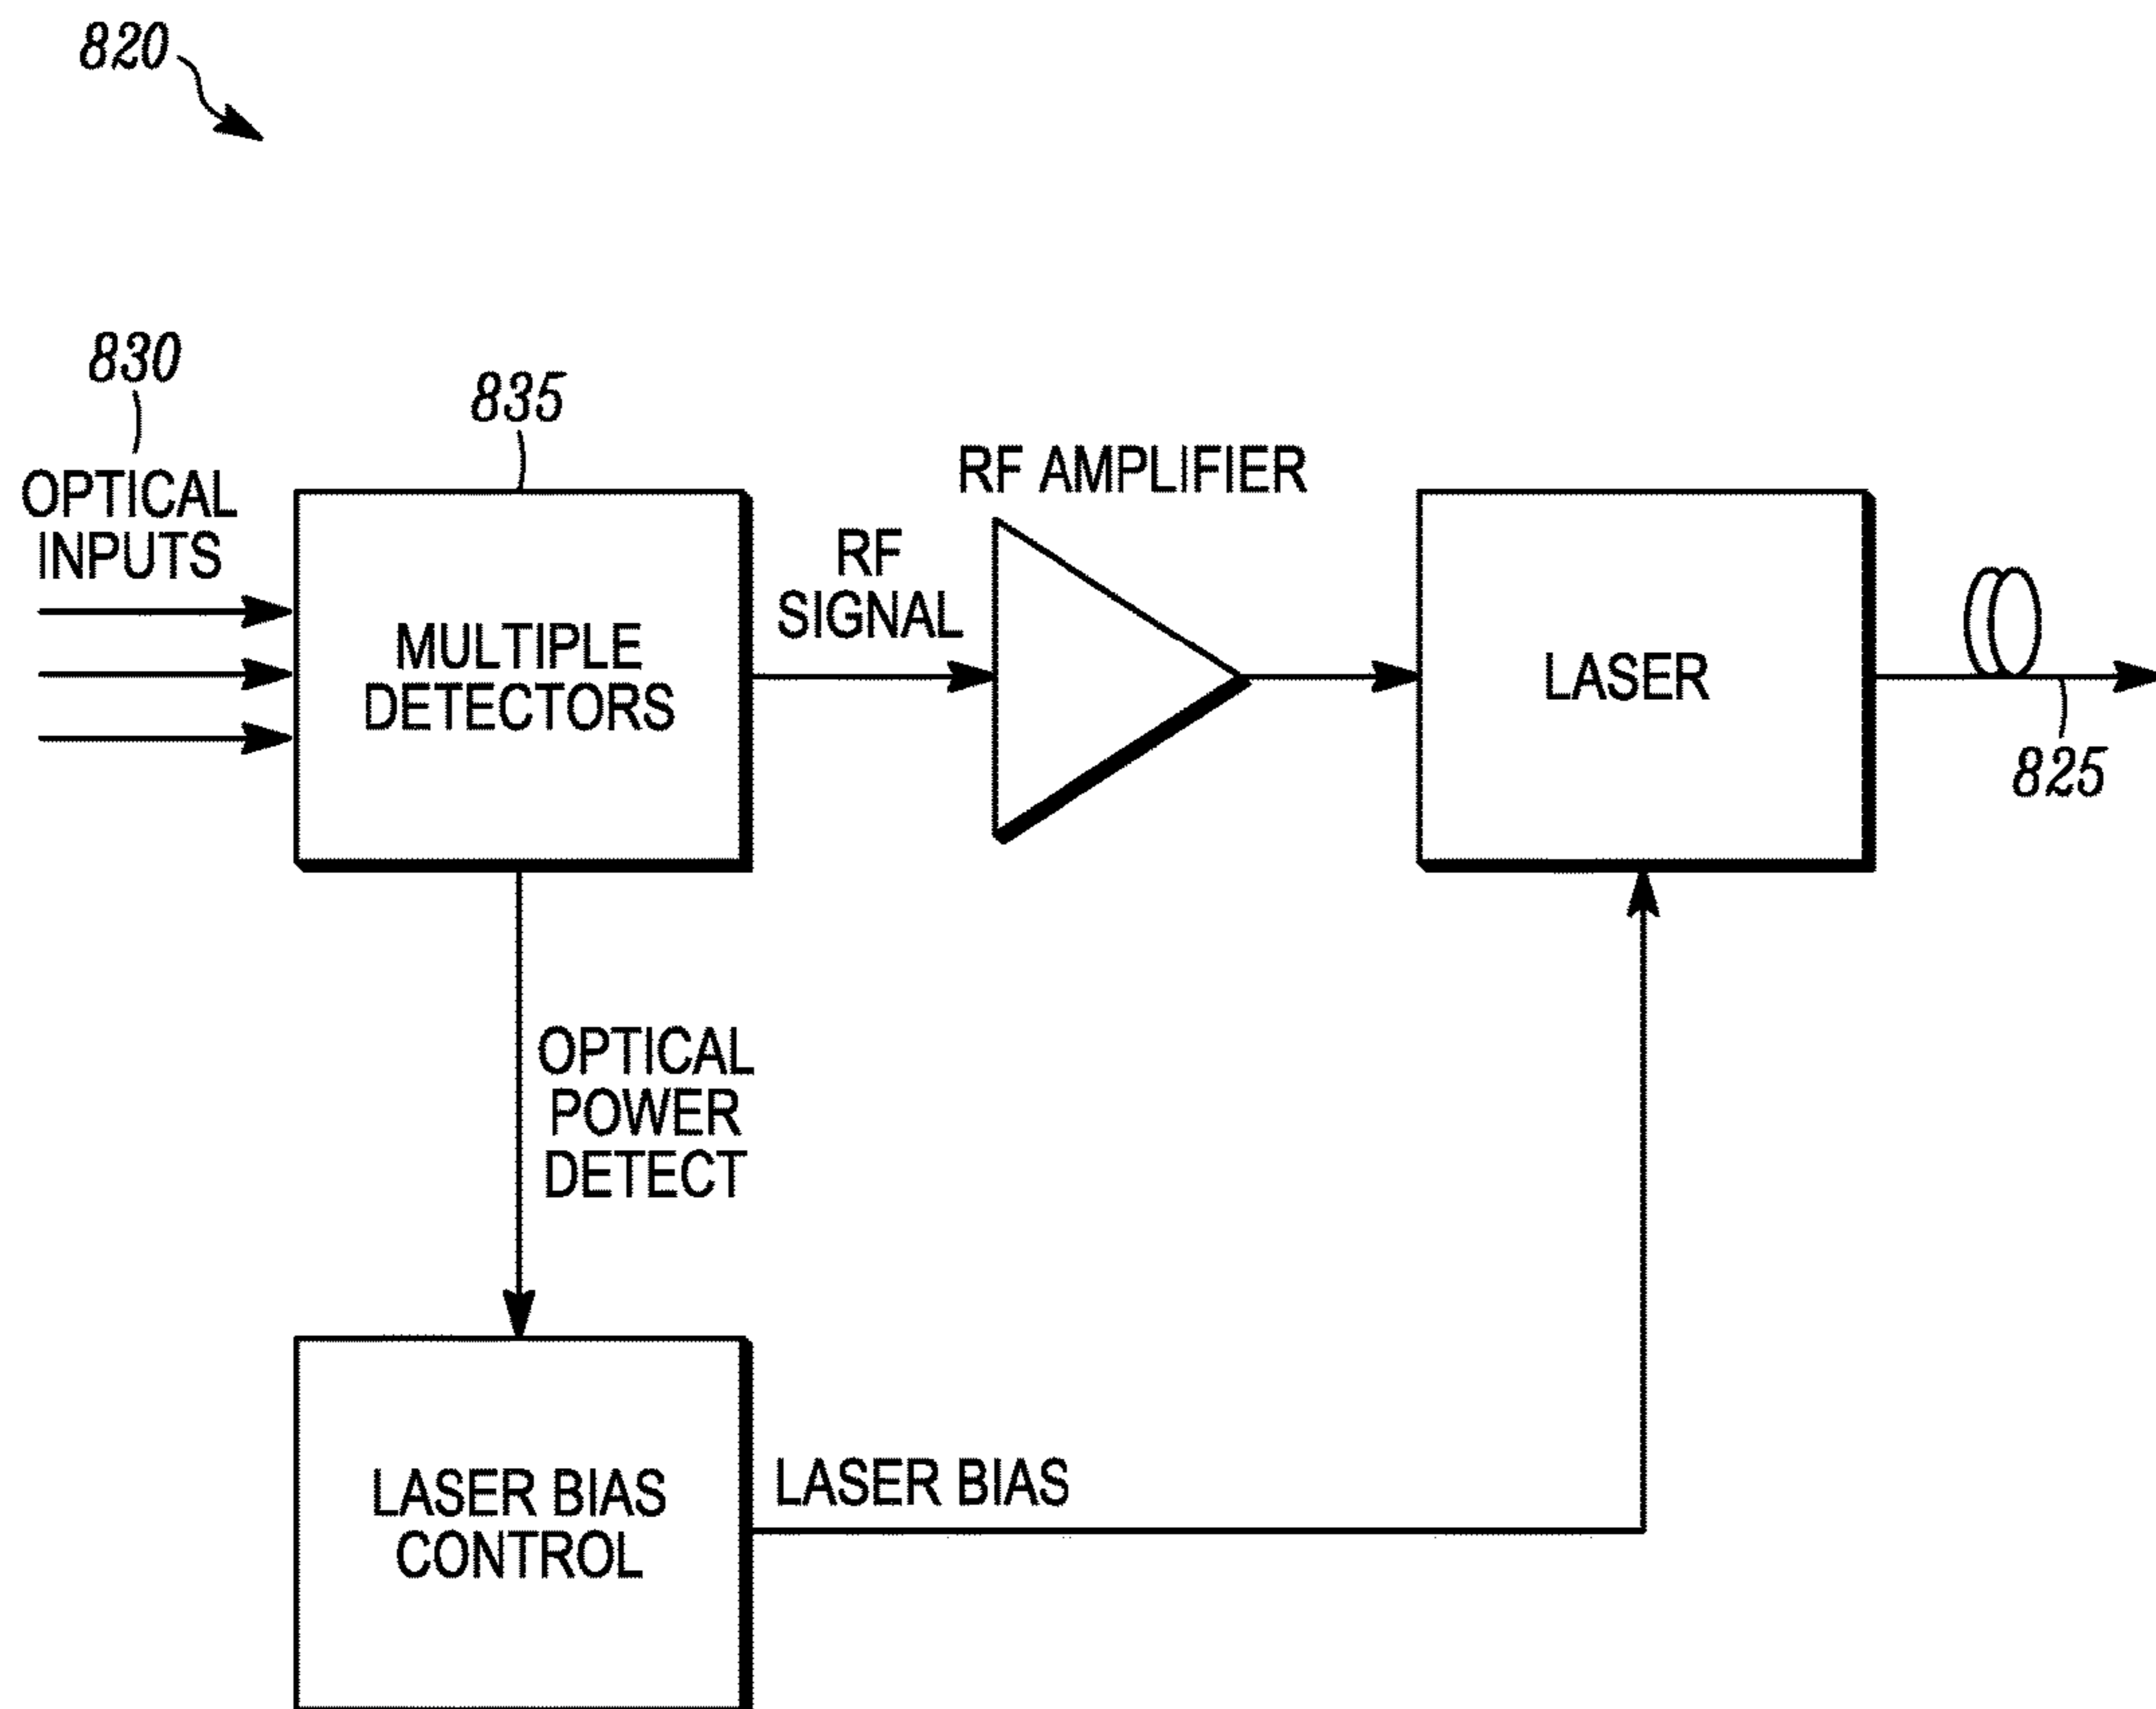 820
830
OPTICAL
INPUTS
835
MULTIPLE
DETECTORS
RF
SIGNAL
RF AMPLIFIER
LASER
825
OPTICAL
POWER
DETECT
LASER BIAS
CONTROL
LASER BIAS